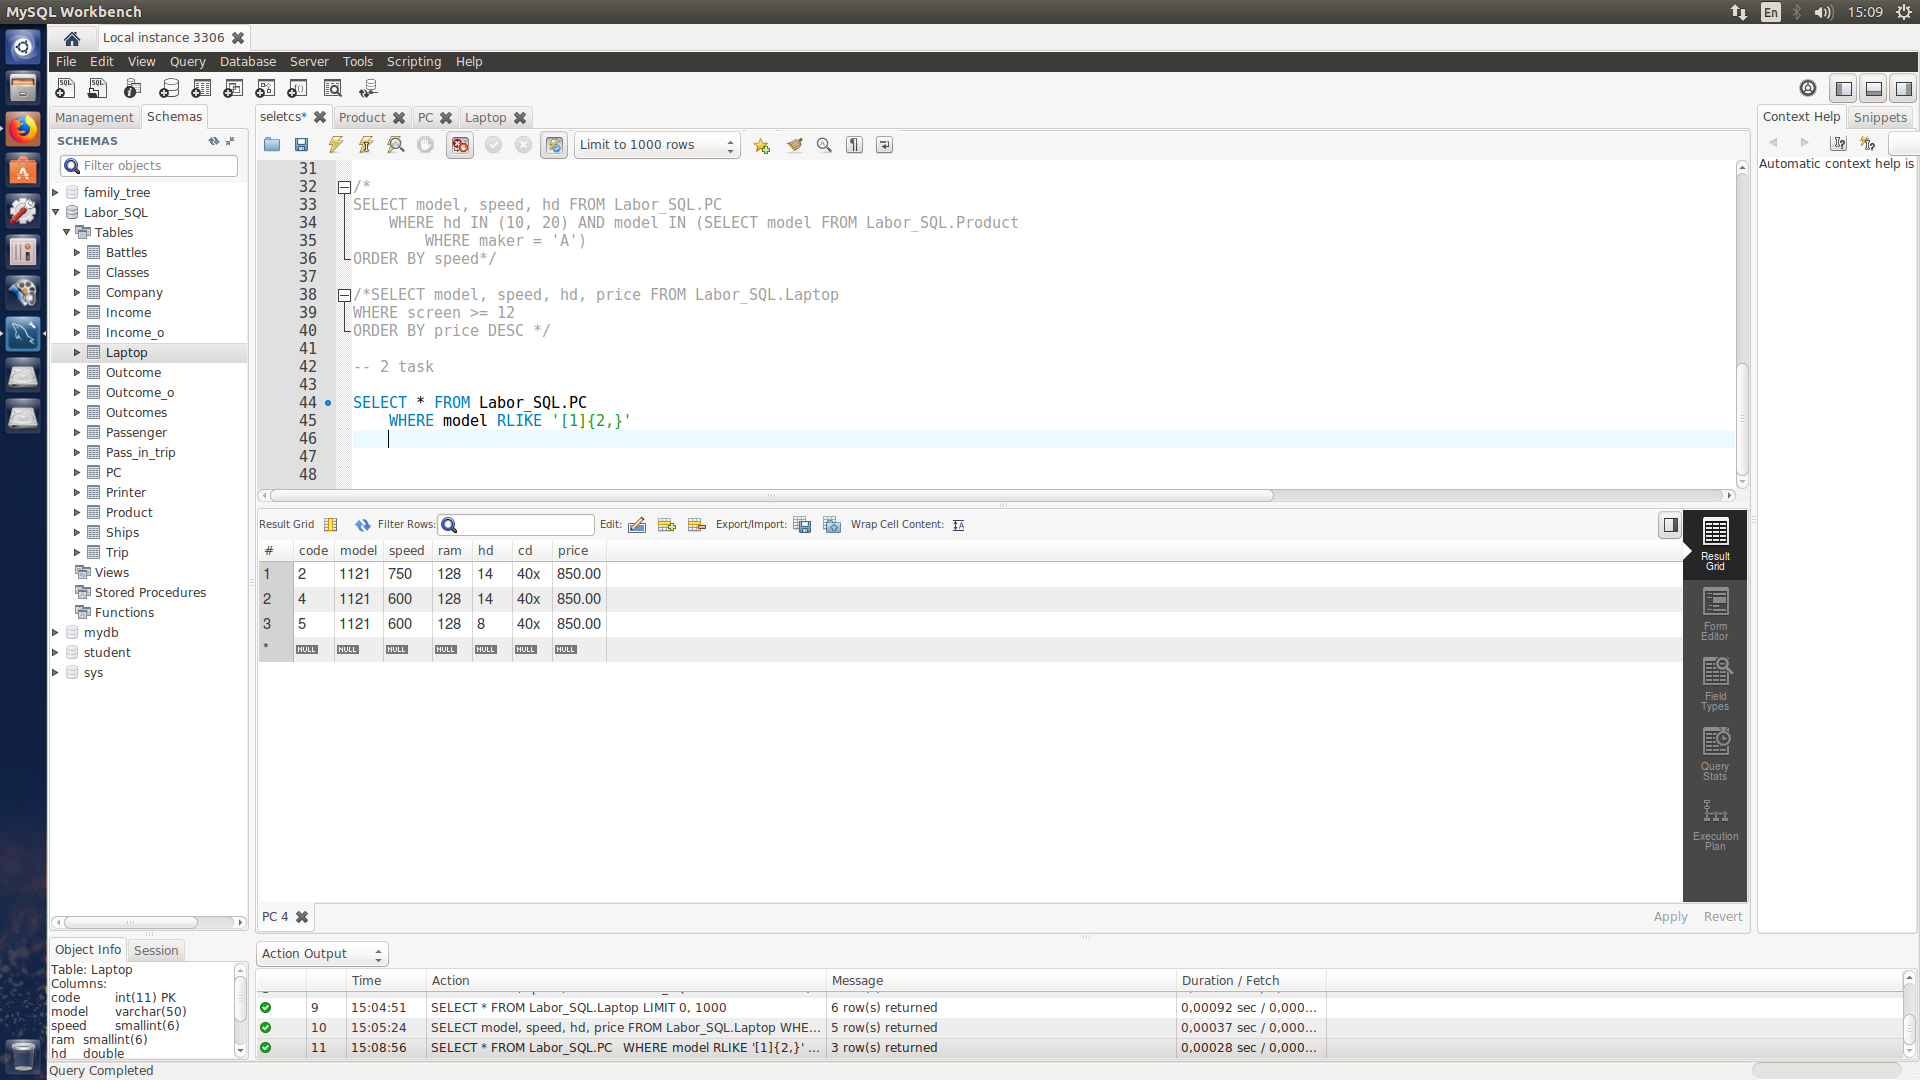 MySQL Workbench
En
15:09
Local instance 3306
File Edit View Query Database Server Tools Scripting Help
Management Schemas
SCHEMAS
Filter objects
family_tree
Labor_SQL
Tables
Battles
Classes
Company
Income
Income_o
Laptop
Outcome
Outcome_o
Outcomes
Passenger
Pass_in_trip
PC
Printer
Product
Ships
Trip
Views
Stored Procedures
Functions
mydb
student
sys
Object Info Session
Table: Laptop
Columns:
code int(11) PK
model varchar(50)
speed smallint(6)
ram smallint(6)
hd double
Query Completed
seletcs* Product PC Laptop
Limit to 1000 rows
31
32 /*
33 SELECT model, speed, hd FROM Labor_SQL.PC
34 WHERE hd IN (10, 20) AND model IN (SELECT model FROM Labor_SQL.Product
35 WHERE maker = 'A')
36 ORDER BY speed*/
37
38 /*SELECT model, speed, hd, price FROM Labor_SQL.Laptop
39 WHERE screen >= 12
40 ORDER BY price DESC */
41
42 -- 2 task
43
44 SELECT * FROM Labor_SQL.PC
45 WHERE model RLIKE '[1]{2,}'
46
47
48
Result Grid Filter Rows: Edit: Export/Import: Wrap Cell Content:
# code model speed ram hd cd price
1 2 1121 750 128 14 40x 850.00
2 4 1121 600 128 14 40x 850.00
3 5 1121 600 128 8 40x 850.00
* NULL NULL NULL NULL NULL NULL NULL
Result Grid
Form Editor
Field Types
Query Stats
Execution Plan
PC 4
Apply Revert
Action Output
Time Action Message Duration / Fetch
9 15:04:51 SELECT * FROM Labor_SQL.Laptop LIMIT 0, 1000 6 row(s) returned 0,00092 sec / 0,000...
10 15:05:24 SELECT model, speed, hd, price FROM Labor_SQL.Laptop WHE... 5 row(s) returned 0,00037 sec / 0,000...
11 15:08:56 SELECT * FROM Labor_SQL.PC WHERE model RLIKE '[1]{2,}' ... 3 row(s) returned 0,00028 sec / 0,000...
Context Help Snippets
Automatic context help is